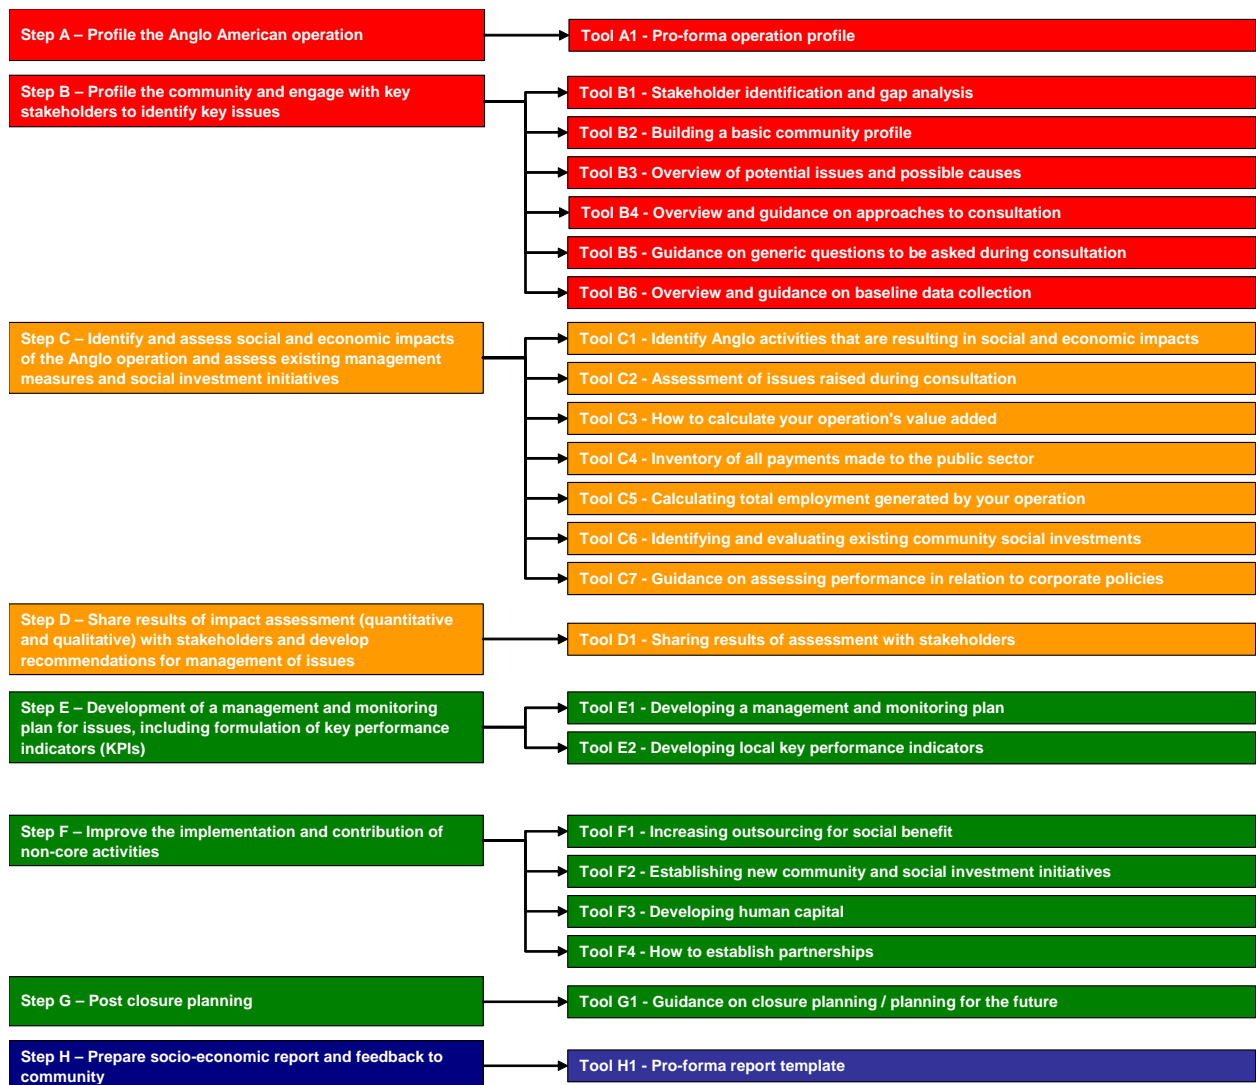 Step A – Profile the Anglo American operation
Tool A1 - Pro-forma operation profile
Step B – Profile the community and engage with key
stakeholders to identify key issues
Tool B1 - Stakeholder identification and gap analysis
Tool B2 - Building a basic community profile
Tool B3 - Overview of potential issues and possible causes
Tool B4 - Overview and guidance on approaches to consultation
Tool B5 - Guidance on generic questions to be asked during consultation
Tool B6 - Overview and guidance on baseline data collection
Step C – Identify and assess social and economic impacts
of the Anglo operation and assess existing management
measures and social investment initiatives
Tool C1 - Identify Anglo activities that are resulting in social and economic impacts
Tool C2 - Assessment of issues raised during consultation
Tool C3 - How to calculate your operation's value added
Tool C4 - Inventory of all payments made to the public sector
Tool C5 - Calculating total employment generated by your operation
Tool C6 - Identifying and evaluating existing community social investments
Tool C7 - Guidance on assessing performance in relation to corporate policies
Step D – Share results of impact assessment (quantitative
and qualitative) with stakeholders and develop
recommendations for management of issues
Tool D1 - Sharing results of assessment with stakeholders
Step E – Development of a management and monitoring
plan for issues, including formulation of key performance
indicators (KPIs)
Tool E1 - Developing a management and monitoring plan
Tool E2 - Developing local key performance indicators
Step F – Improve the implementation and contribution of
non-core activities
Tool F1 - Increasing outsourcing for social benefit
Tool F2 - Establishing new community and social investment initiatives
Tool F3 - Developing human capital
Tool F4 - How to establish partnerships
Step G – Post closure planning
Tool G1 - Guidance on closure planning / planning for the future
Step H – Prepare socio-economic report and feedback to
community
Tool H1 - Pro-forma report template